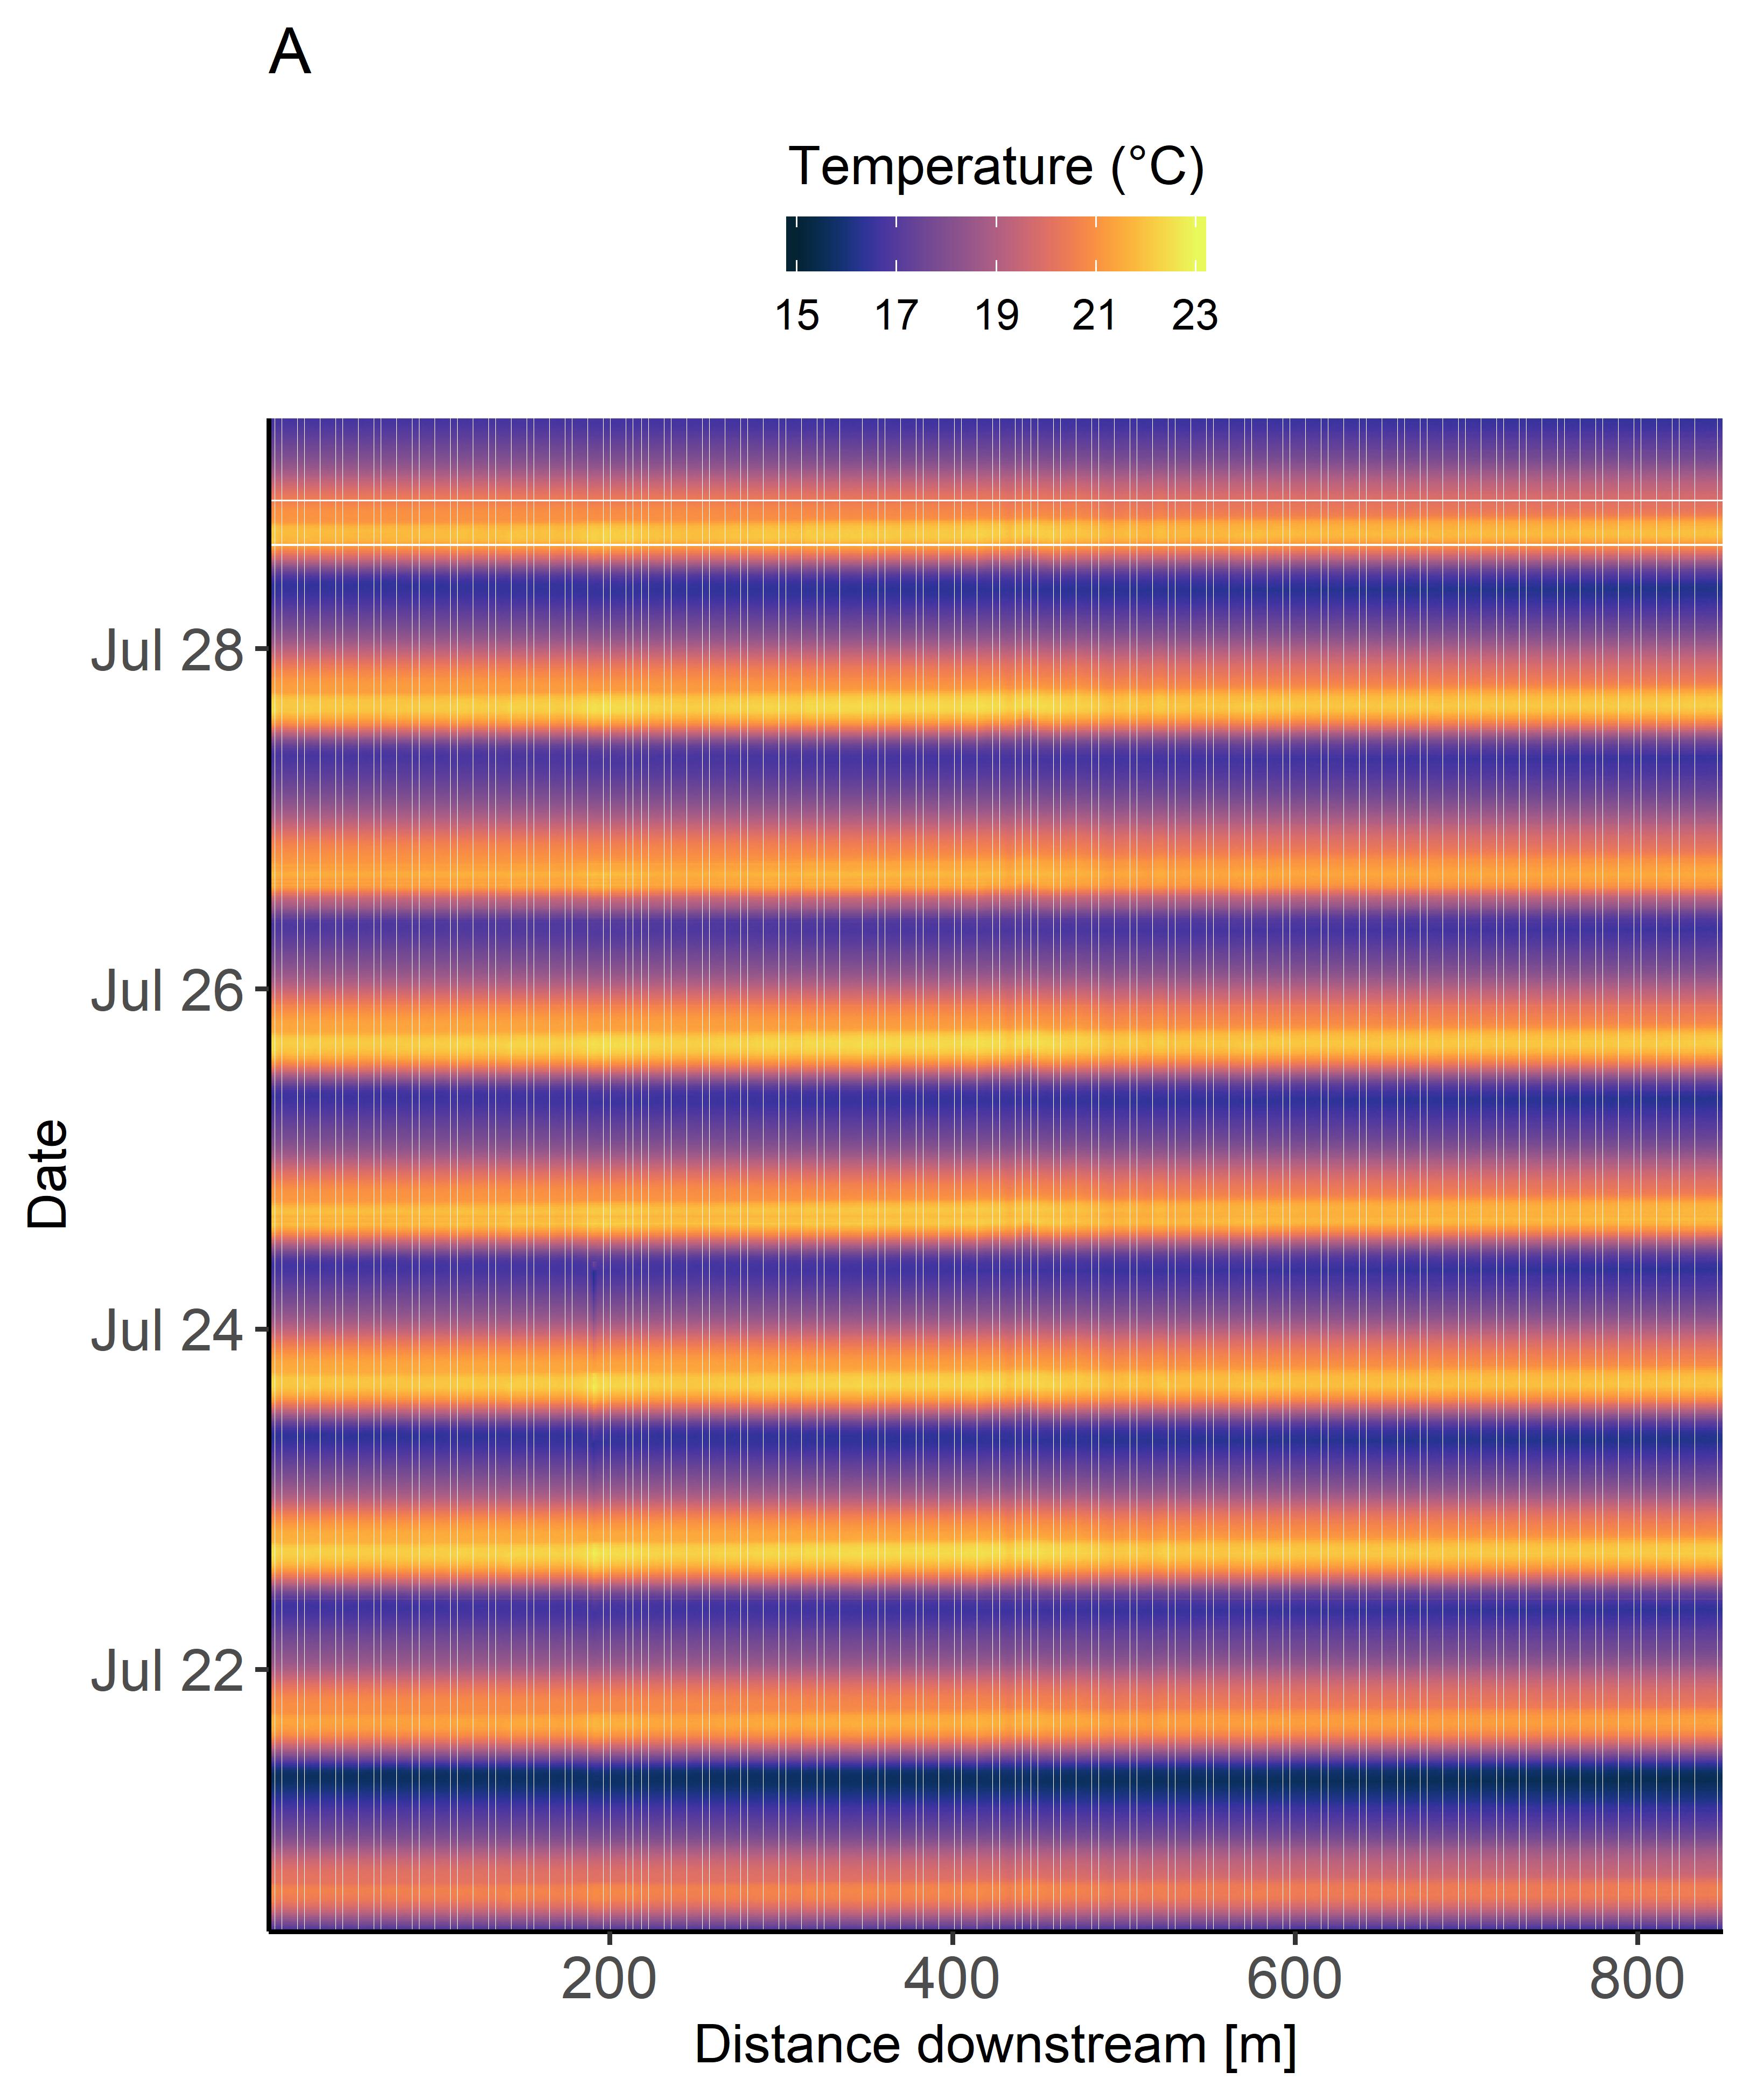 A
Temperature (°C)
15 17 19 21 23
Jul 28
Jul 26
Jul 24
Jul 22
Date
200 400 600 800
Distance downstream [m]